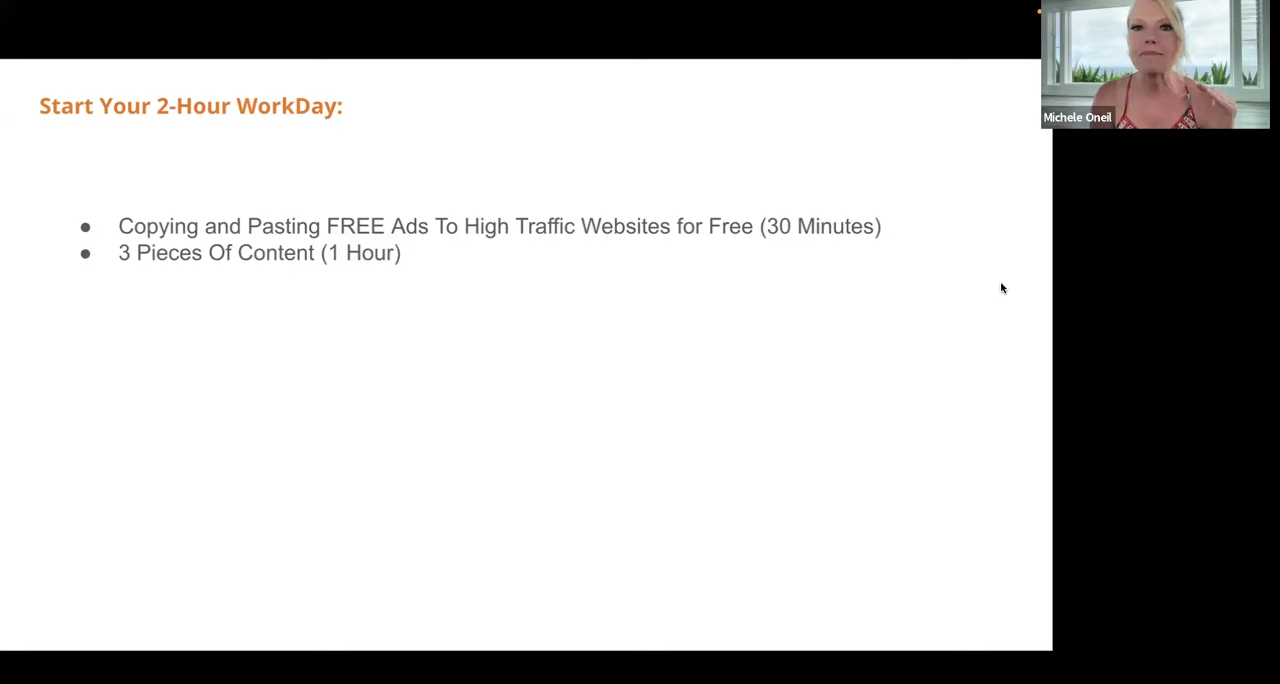 Start Your 2-Hour WorkDay:
● Copying and Pasting FREE Ads To High Traffic Websites for Free (30 Minutes)
● 3 Pieces Of Content (1 Hour)
Michele Oneil